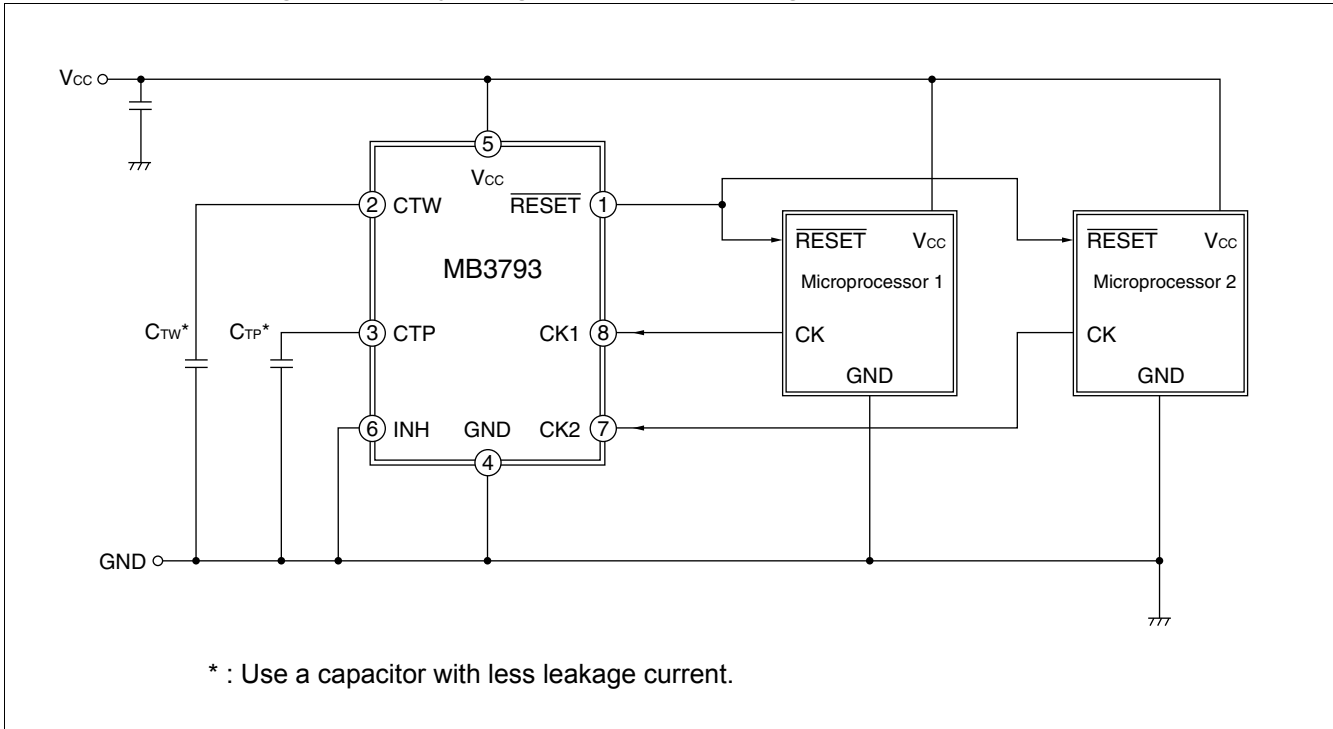 VCC
5
VCC
2 CTW
RESET 1
RESET VCC
RESET VCC
MB3793
Microprocessor 1
Microprocessor 2
CTW*
CTP*
3 CTP
CK1 8
CK
CK
GND
GND
6 INH
GND
CK2 7
4
GND
* : Use a capacitor with less leakage current.